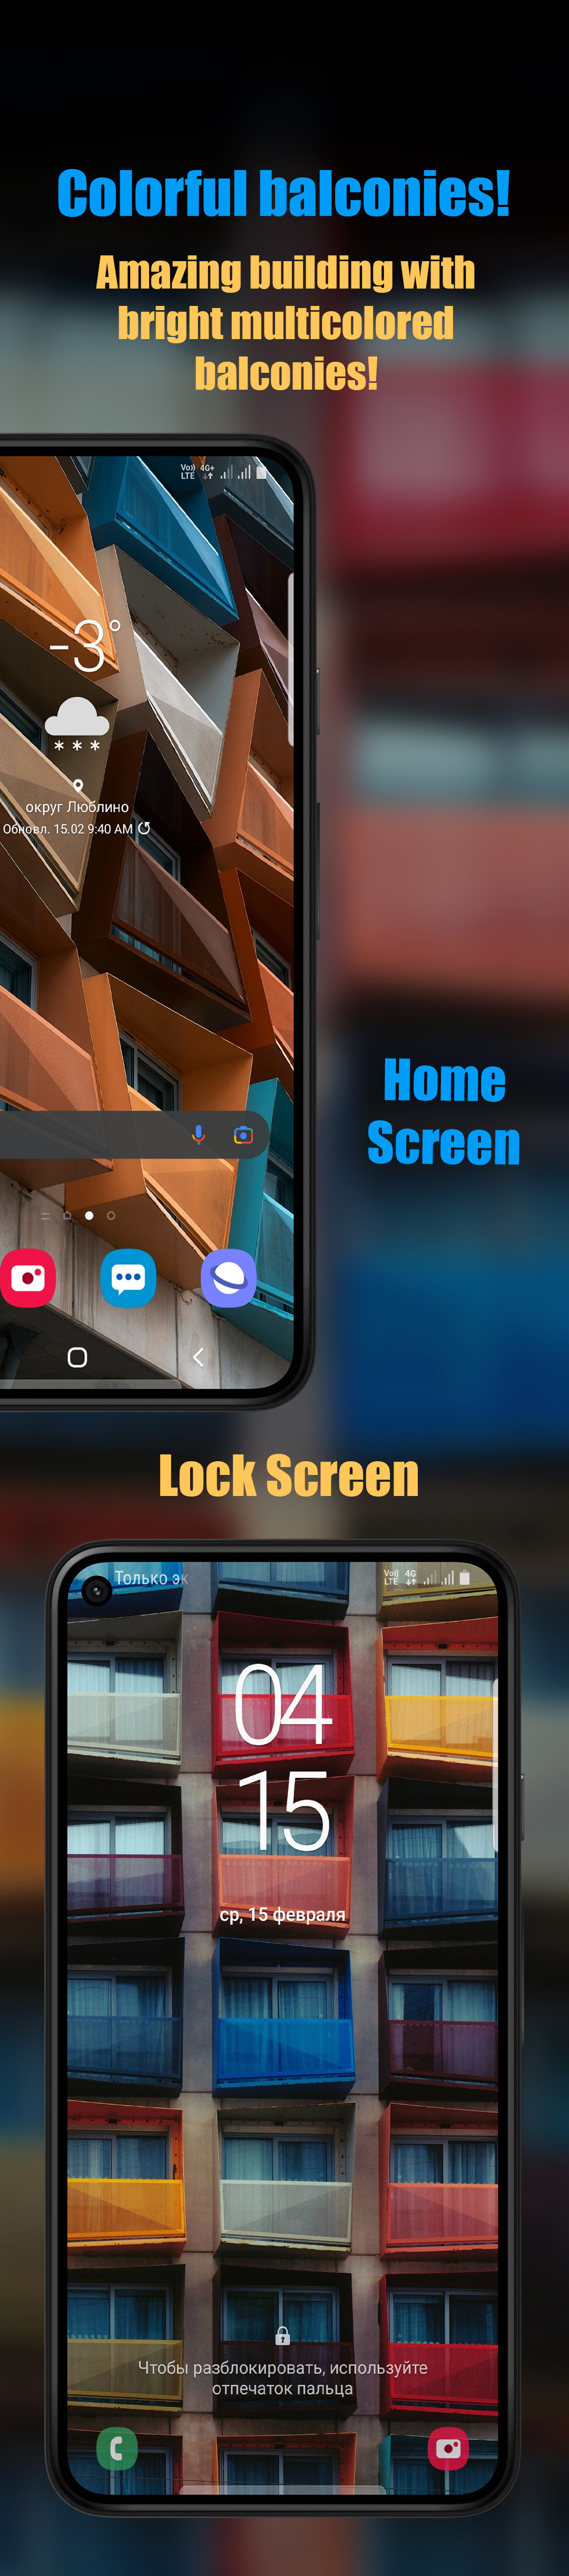 Colorful balconies!
Amazing building with
bright multicolored
balconies!
Vo)) 4G+
LTE
-3°
округ Люблино
Обновл. 15.02 9:40 AM
Home
Screen
Lock Screen
Только эк
Vo)) 4G
LTE
04
15
ср, 15 февраля
Чтобы разблокировать, используйте
отпечаток пальца